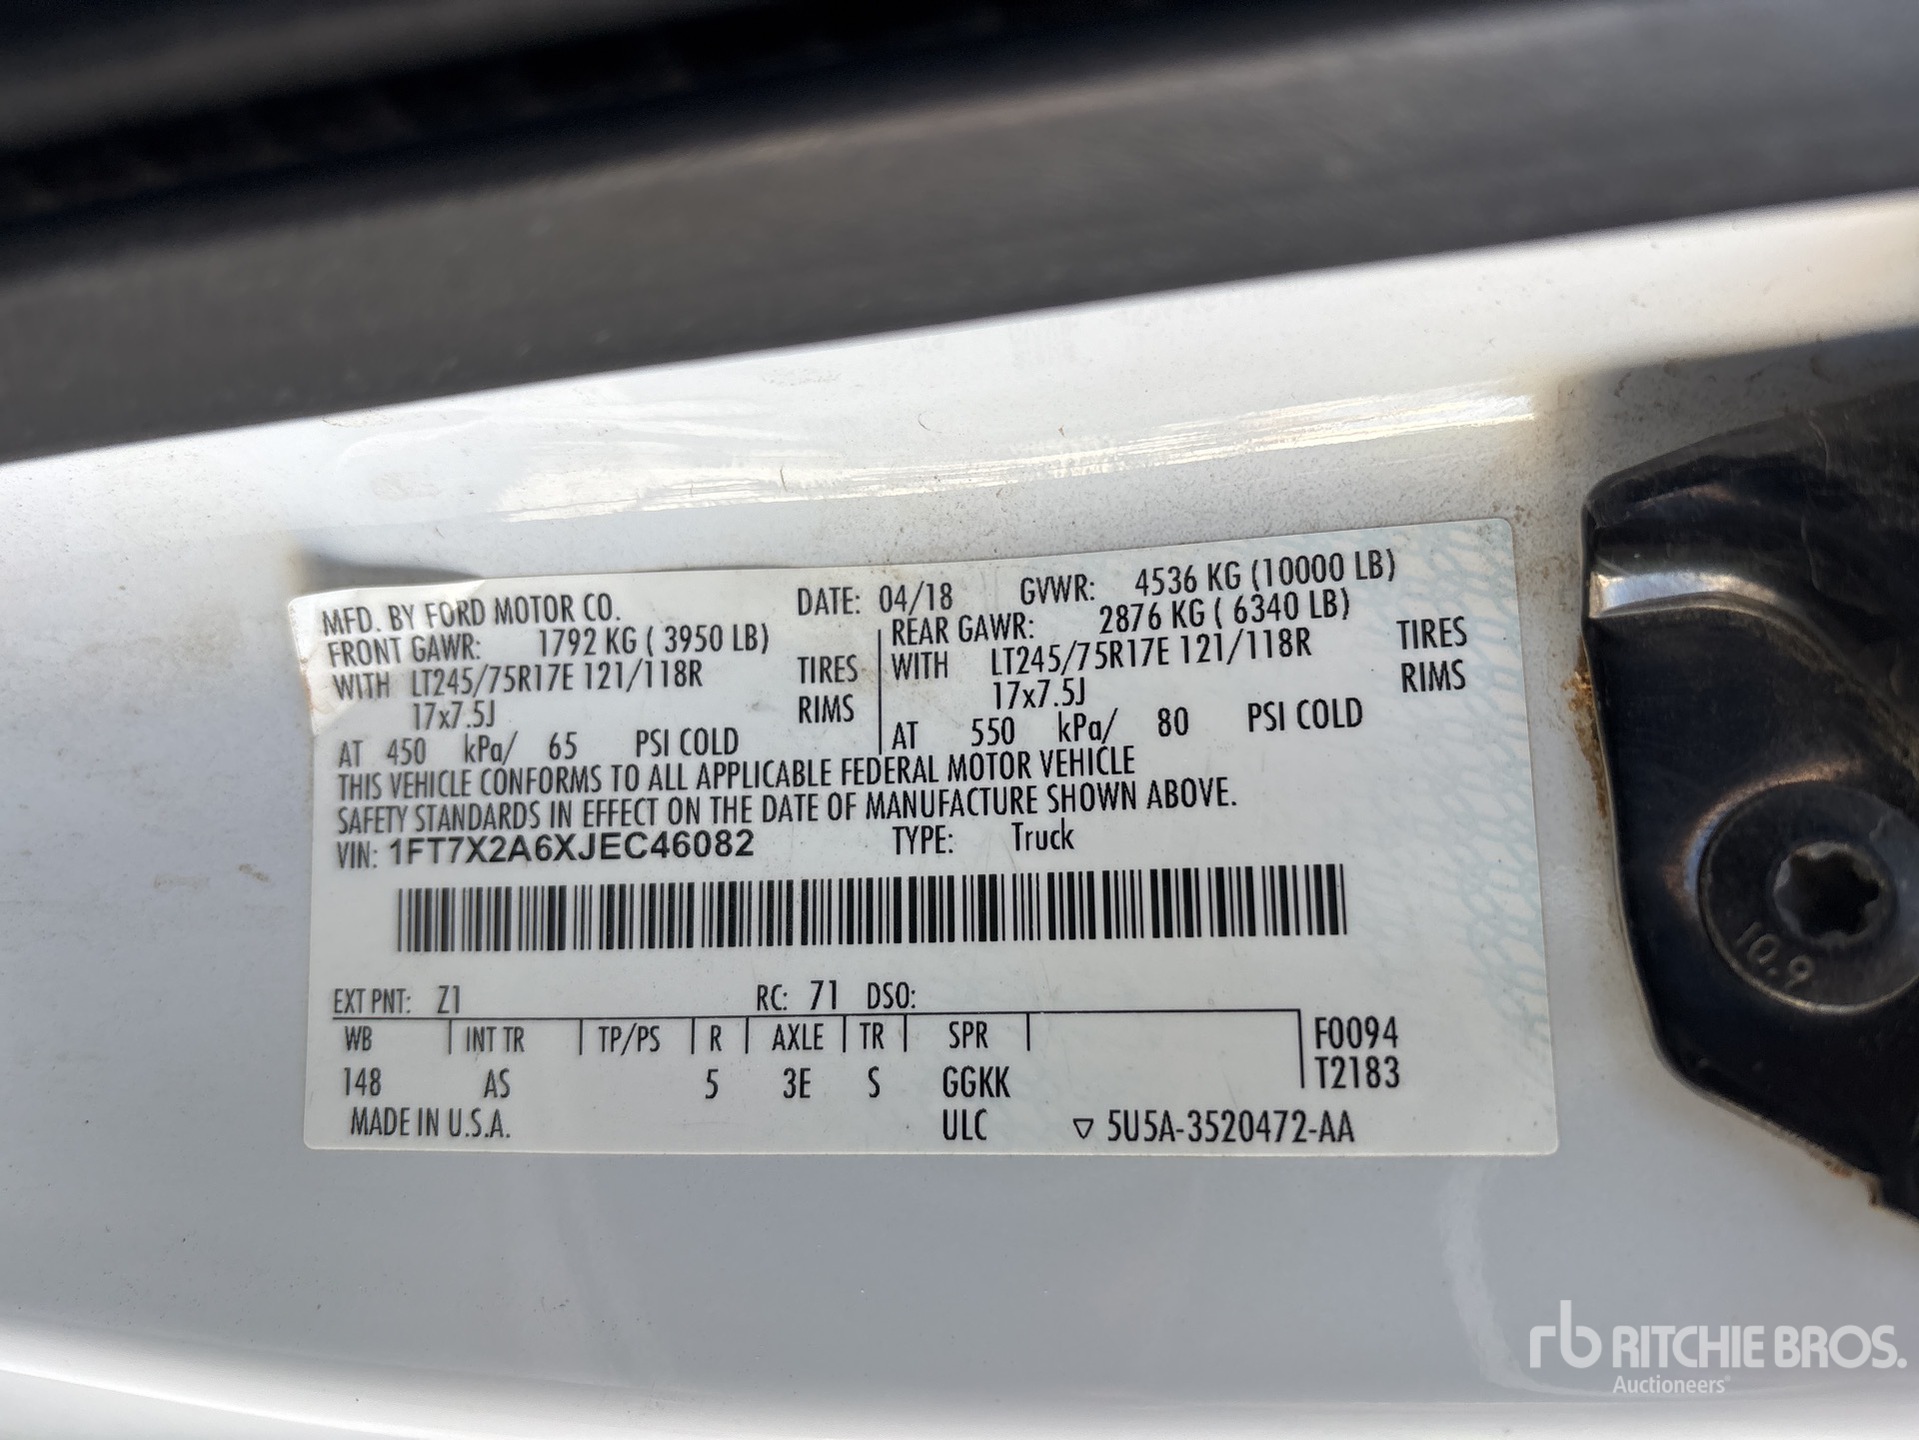 MFD. BY FORD MOTOR CO. DATE: 04/18 GVWR: 4536 KG (10000 LB)
FRONT GAWR: 1792 KG ( 3950 LB) REAR GAWR: 2876 KG ( 6340 LB)
WITH LT245/75R17E 121/118R TIRES WITH LT245/75R17E 121/118R TIRES
17x7.5J RIMS 17x7.5J RIMS
AT 450 kPa/ 65 PSI COLD AT 550 kPa/ 80 PSI COLD
THIS VEHICLE CONFORMS TO ALL APPLICABLE FEDERAL MOTOR VEHICLE
SAFETY STANDARDS IN EFFECT ON THE DATE OF MANUFACTURE SHOWN ABOVE.
VIN: 1FT7X2A6XJEC46082 TYPE: Truck
EXT PNT: Z1 RC: 71 DSO:
WB INT TR TP/PS R AXLE TR SPR F0094
148 AS 5 3E S GGKK T2183
MADE IN U.S.A. ULC ▽ 5U5A-3520472-AA
10.9
rb RITCHIE BROS.
Auctioneers